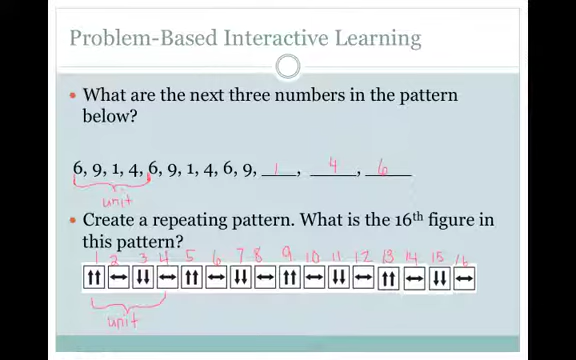 Problem-Based Interactive Learning
• What are the next three numbers in the pattern
below?
6, 9, 1, 4, 6, 9, 1, 4, 6, 9, 1, 4, 6
unit
• Create a repeating pattern. What is the 16th figure in
this pattern?
1 2 3 4 5 6 7 8 9 10 11 12 13 14 15 16
unit